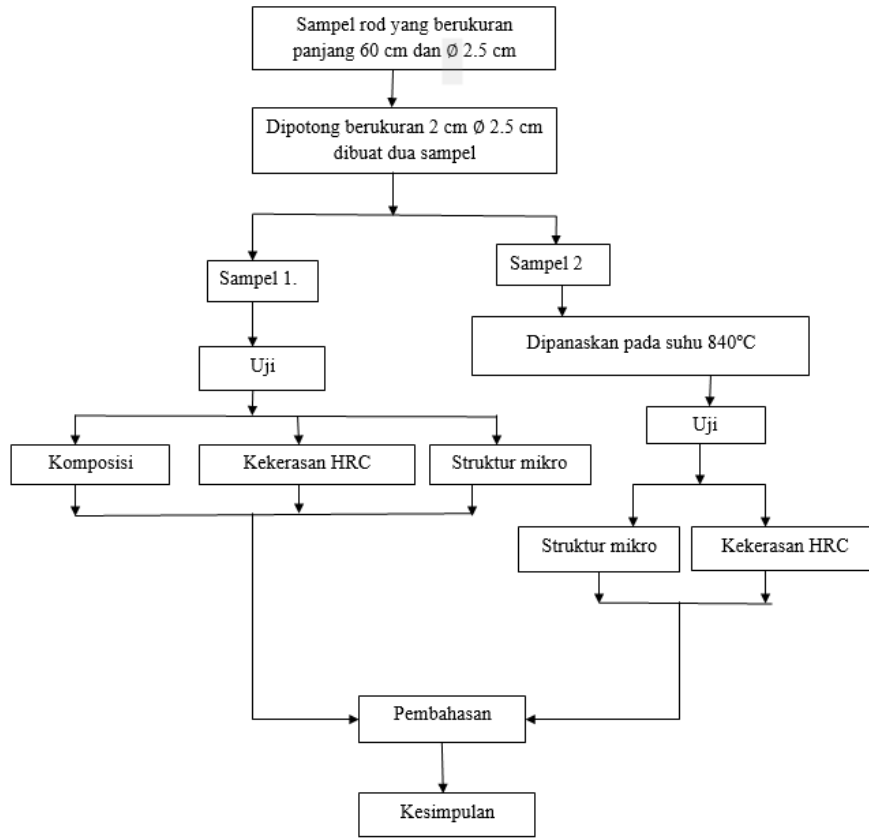 Sampel rod yang berukuran
panjang 60 cm dan ∅ 2.5 cm
Dipotong berukuran 2 cm ∅ 2.5 cm
dibuat dua sampel
Sampel 1.
Sampel 2
Dipanaskan pada suhu 840°C
Uji
Uji
Komposisi
Kekerasan HRC
Struktur mikro
Struktur mikro
Kekerasan HRC
Pembahasan
Kesimpulan